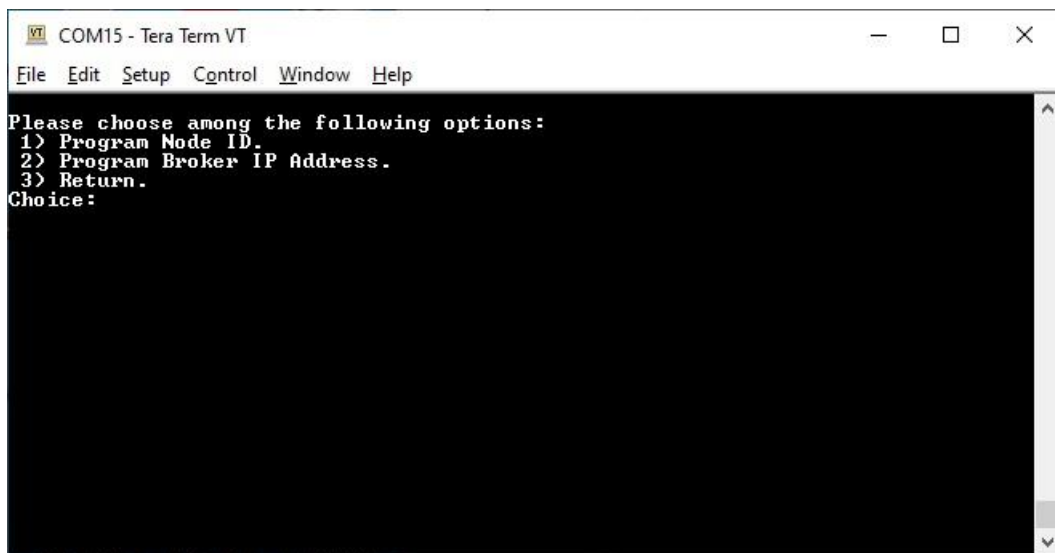 VT COM15 - Tera Term VT
File Edit Setup Control Window Help
Please choose among the following options:
1) Program Node ID.
2) Program Broker IP Address.
3) Return.
Choice: